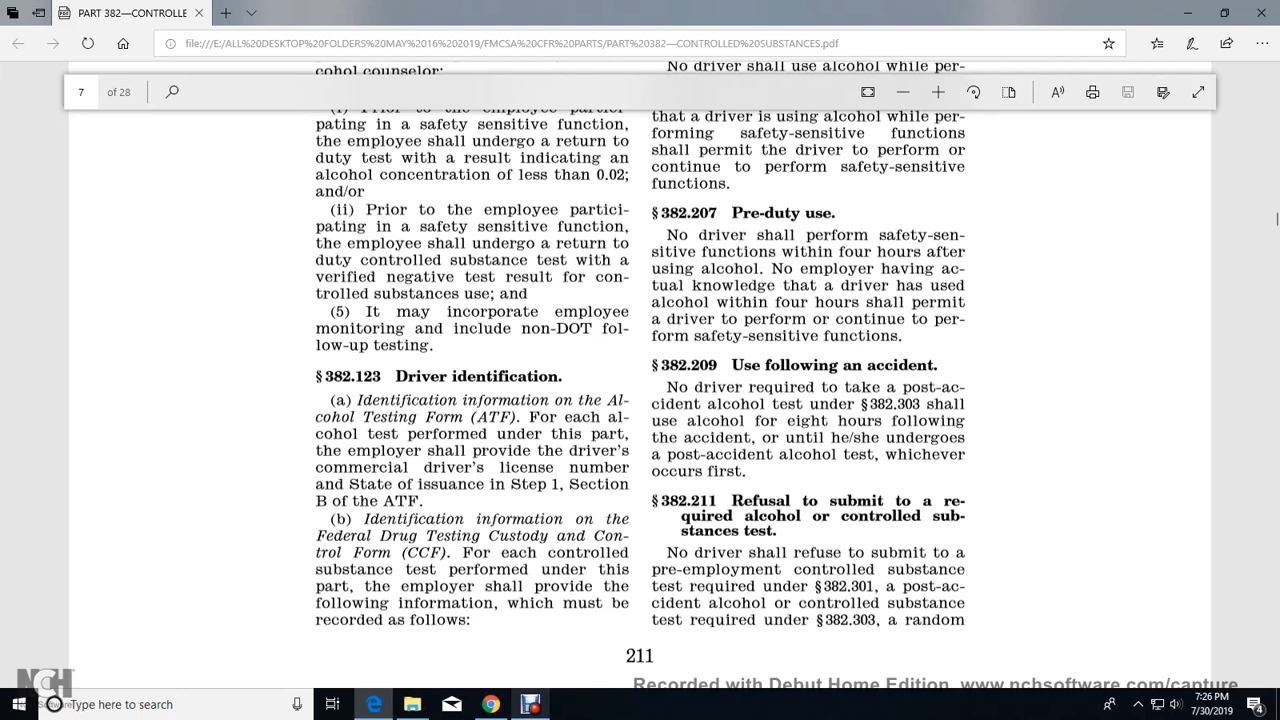 PART 382—CONTROLLE
file:///E:/ALL%20DESKTOP%20FOLDERS%20MAY%2016%202019/FMCSA%20CFR%20PARTS/PART%20382—CONTROLLED%20SUBSTANCES.pdf
7 of 28
cohol counselor:
pating in a safety sensitive function,
the employee shall undergo a return to
duty test with a result indicating an
alcohol concentration of less than 0.02;
and/or
(ii) Prior to the employee partici-
pating in a safety sensitive function,
the employee shall undergo a return to
duty controlled substance test with a
verified negative test result for con-
trolled substances use; and
(5) It may incorporate employee
monitoring and include non-DOT fol-
low-up testing.
§ 382.123 Driver identification.
(a) Identification information on the Al-
cohol Testing Form (ATF). For each al-
cohol test performed under this part,
the employer shall provide the driver's
commercial driver's license number
and State of issuance in Step 1, Section
B of the ATF.
(b) Identification information on the
Federal Drug Testing Custody and Con-
trol Form (CCF). For each controlled
substance test performed under this
part, the employer shall provide the
following information, which must be
recorded as follows:
No driver shall use alcohol while per-
that a driver is using alcohol while per-
forming safety-sensitive functions
shall permit the driver to perform or
continue to perform safety-sensitive
functions.
§ 382.207 Pre-duty use.
No driver shall perform safety-sen-
sitive functions within four hours after
using alcohol. No employer having ac-
tual knowledge that a driver has used
alcohol within four hours shall permit
a driver to perform or continue to per-
form safety-sensitive functions.
§ 382.209 Use following an accident.
No driver required to take a post-ac-
cident alcohol test under § 382.303 shall
use alcohol for eight hours following
the accident, or until he/she undergoes
a post-accident alcohol test, whichever
occurs first.
§ 382.211 Refusal to submit to a re-
quired alcohol or controlled sub-
stances test.
No driver shall refuse to submit to a
pre-employment controlled substance
test required under § 382.301, a post-ac-
cident alcohol or controlled substance
test required under § 382.303, a random
211
NCH
Recorded with Debut Home Edition www.nchsoftware.com/capture
Type here to search
7:26 PM
7/30/2019
4